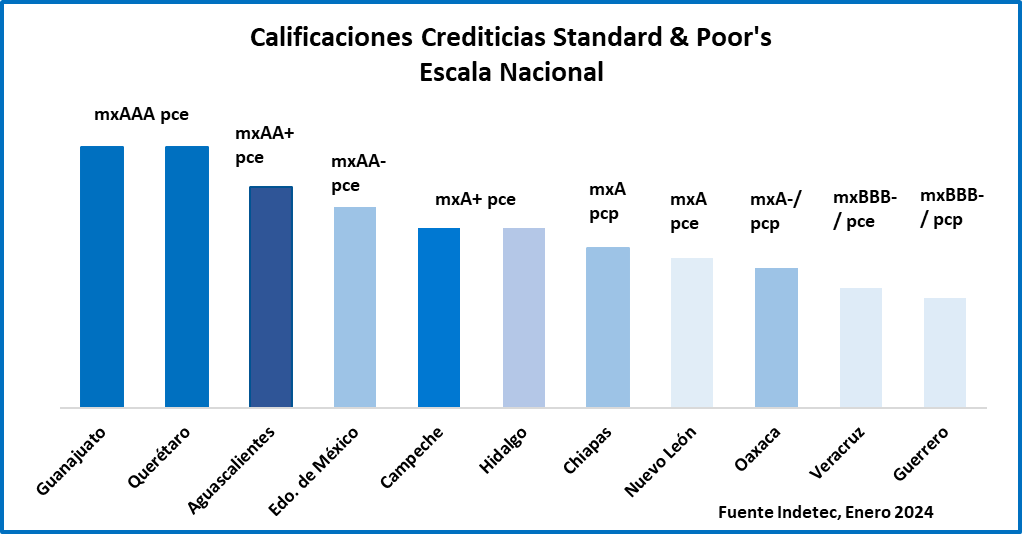 Calificaciones Crediticias Standard & Poor's
Escala Nacional
mxAAA pce
mxAA+
pce
mxAA-
pce
mxA+ pce
mxA
pcp
mxA
pce
mxA-/
pcp
mxBBB-
/ pce
mxBBB-
/ pcp
Guanajuato
Querétaro
Aguascalientes
Edo. de México
Campeche
Hidalgo
Chiapas
Nuevo León
Oaxaca
Veracruz
Guerrero
Fuente Indetec, Enero 2024